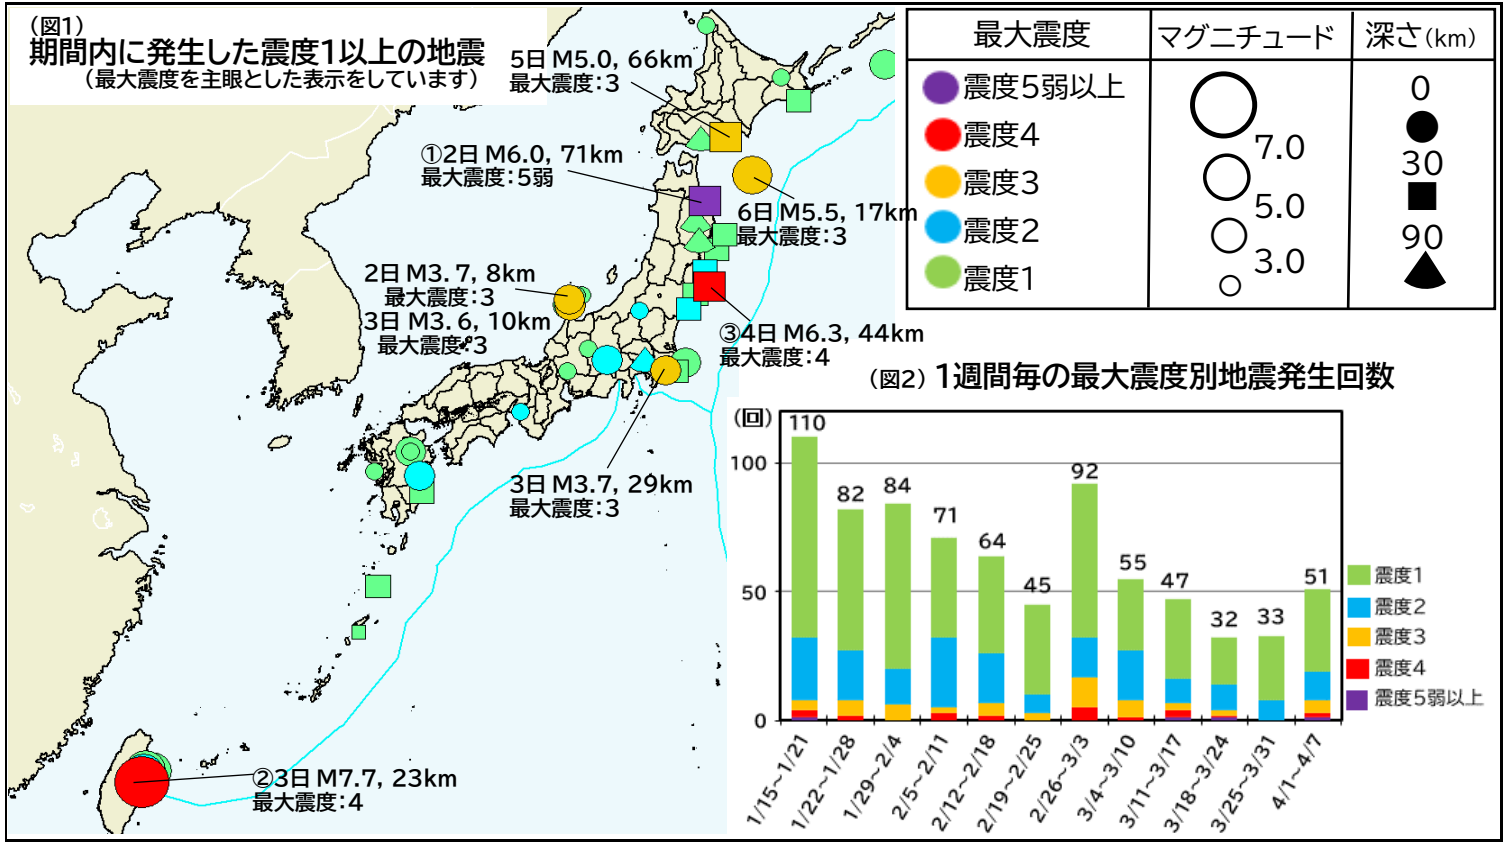 (図1)
期間内に発生した震度1以上の地震
(最大震度を主眼とした表示をしています)
5日 M5.0, 66km
最大震度:3
①2日 M6.0, 71km
最大震度:5弱
6日 M5.5, 17km
最大震度:3
2日 M3.7, 8km
最大震度:3
3日 M3.6, 10km
最大震度:3
③4日 M6.3, 44km
最大震度:4
3日 M3.7, 29km
最大震度:3
②3日 M7.7, 23km
最大震度:4
最大震度 マグニチュード 深さ(km)
震度5弱以上
震度4
震度3
震度2
震度1
7.0
5.0
3.0
0
30
90
(図2) 1週間毎の最大震度別地震発生回数
(回)
100
50
0
110
82
84
71
64
45
92
55
47
32
33
51
1/15~1/21
1/22~1/28
1/29~2/4
2/5~2/11
2/12~2/18
2/19~2/25
2/26~3/3
3/4~3/10
3/11~3/17
3/18~3/24
3/25~3/31
4/1~4/7
震度1
震度2
震度3
震度4
震度5弱以上